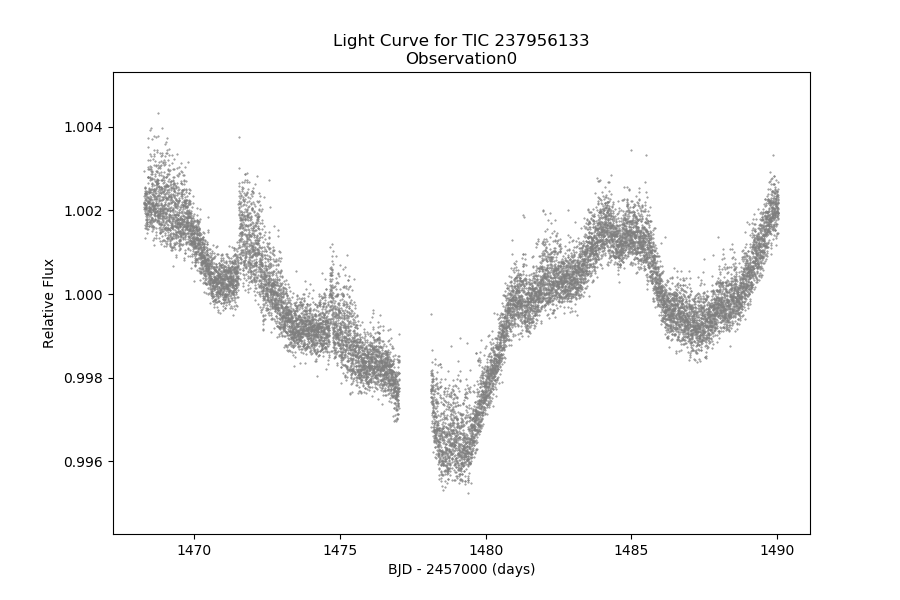 Light Curve for TIC 237956133
Observation0
1.004
1.002
1.000
0.998
0.996
Relative Flux
1470
1475
1480
1485
1490
BJD - 2457000 (days)